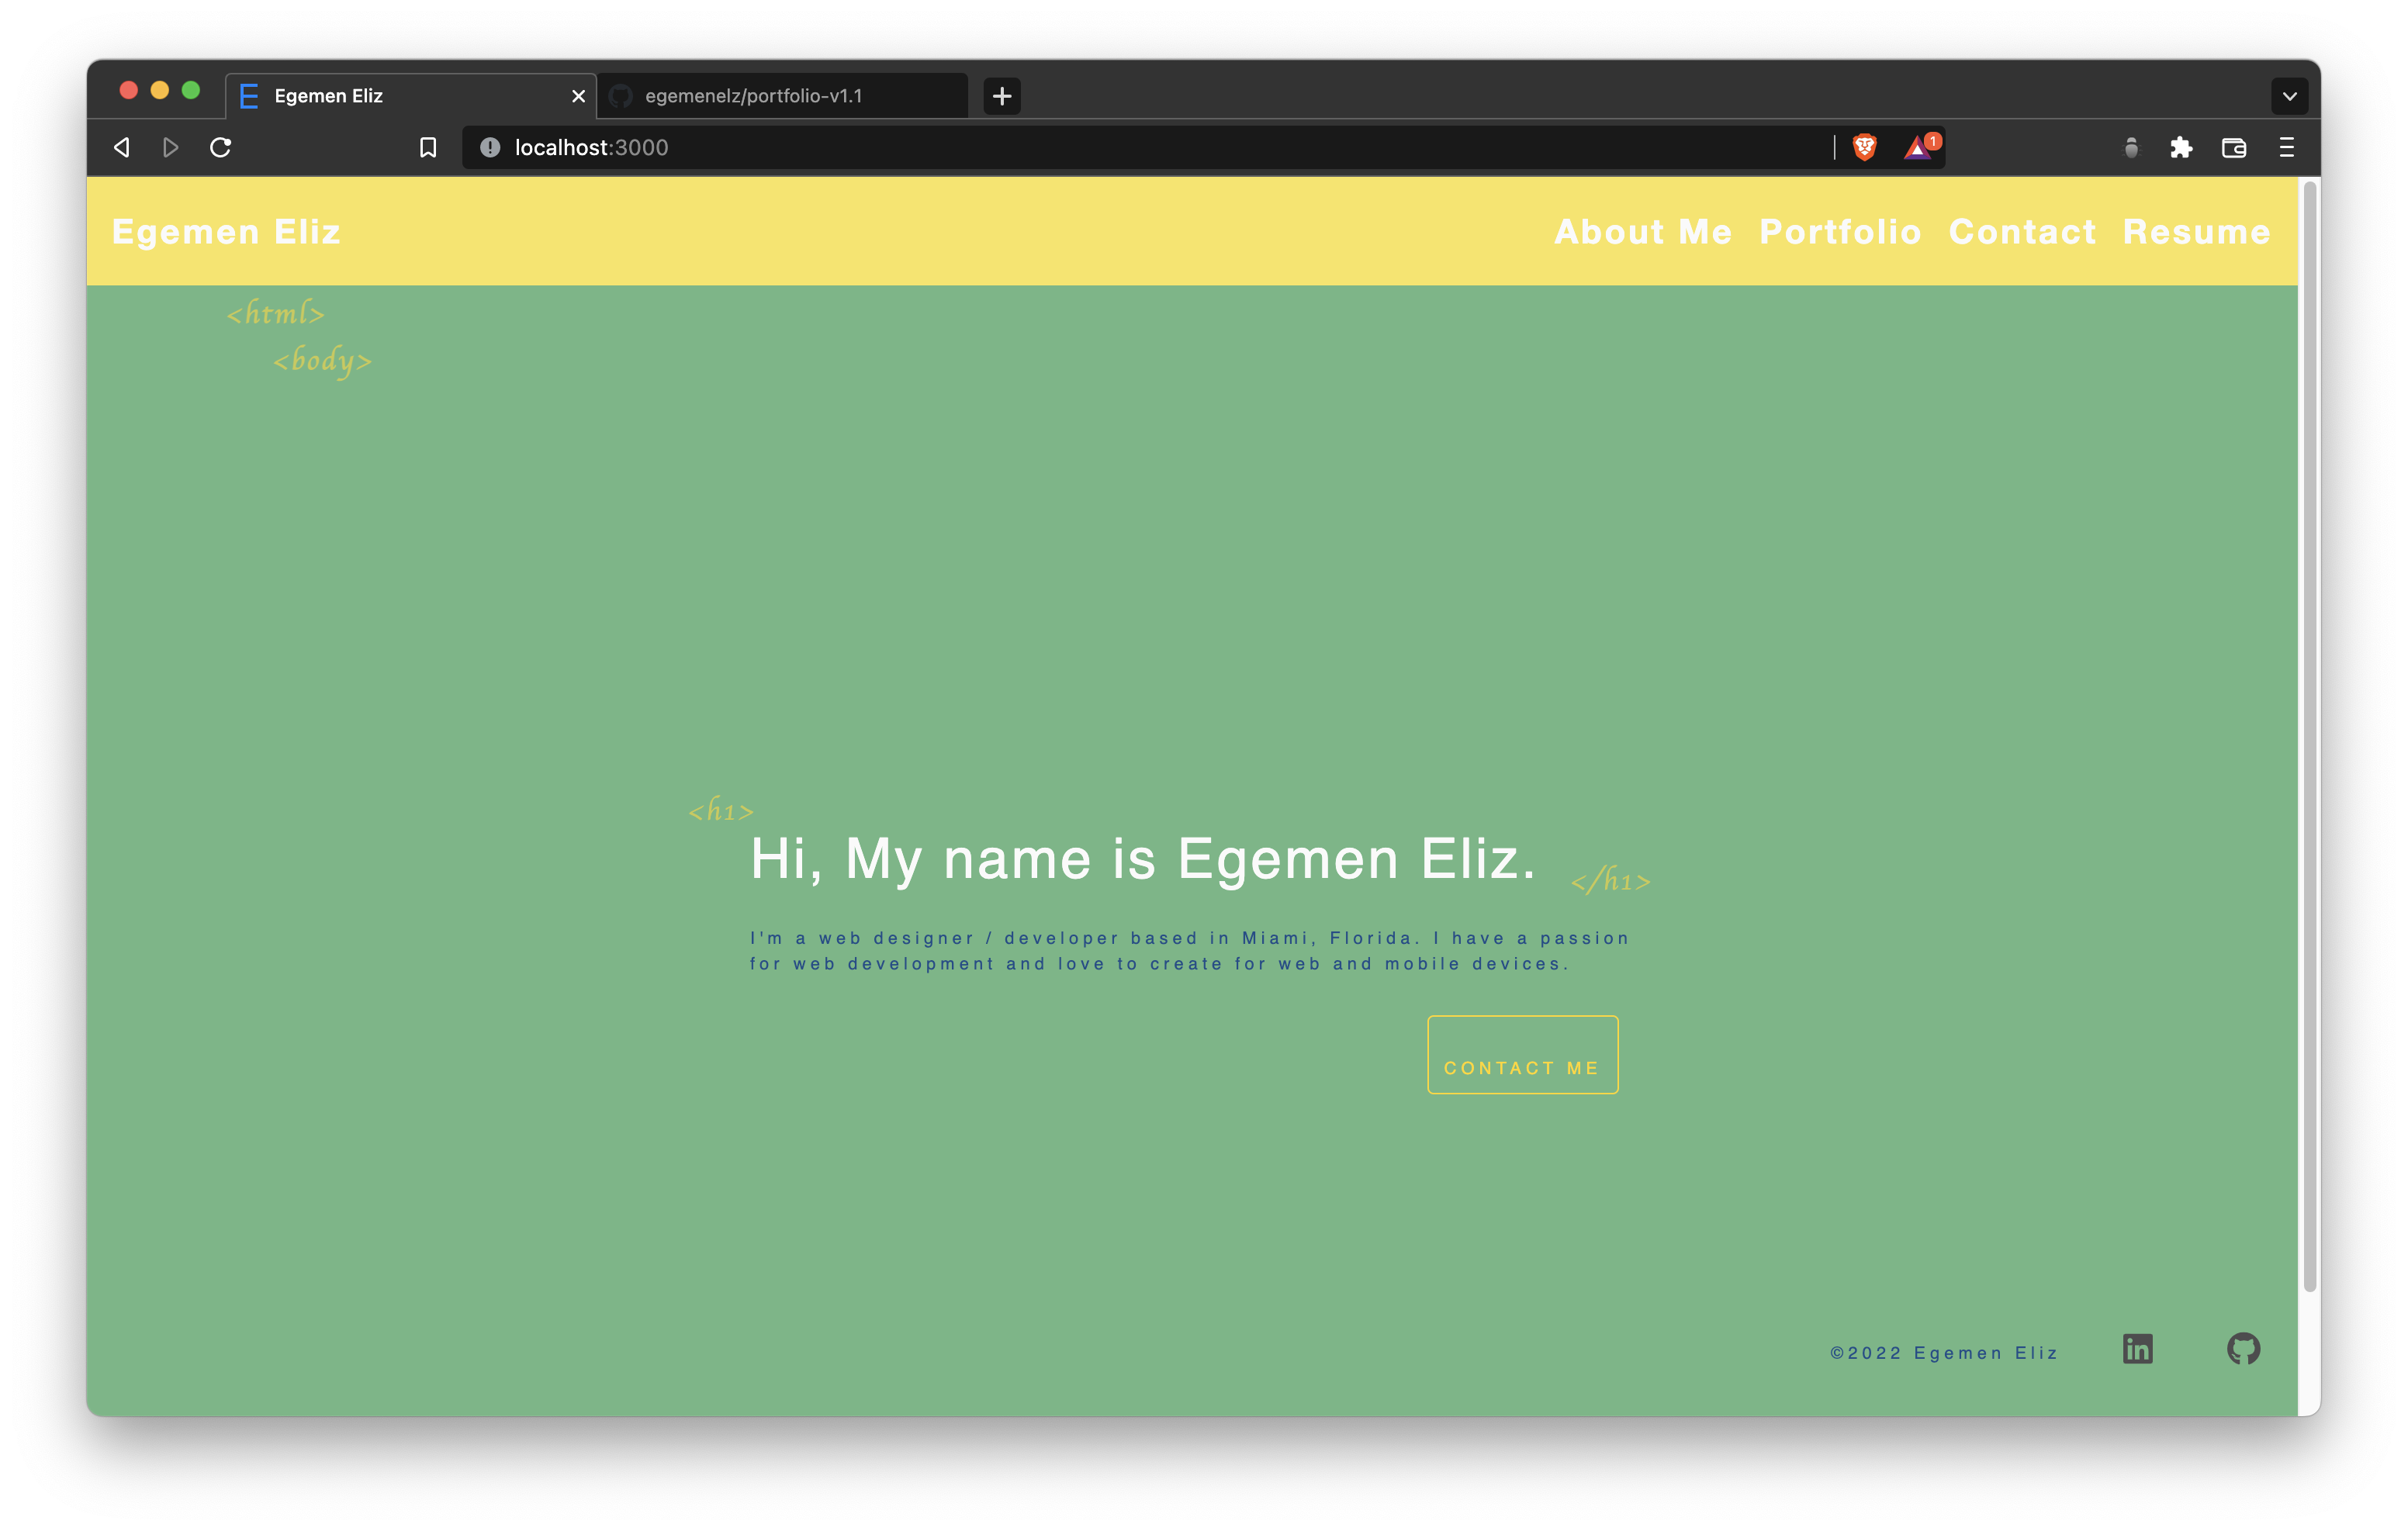 Egemen Eliz
egemenelz/portfolio-v1.1
localhost:3000
1
Egemen Eliz
About Me Portfolio Contact Resume
<html>
<body>
<h1>
Hi, My name is Egemen Eliz.
</h1>
I'm a web designer / developer based in Miami, Florida. I have a passion
for web development and love to create for web and mobile devices.
CONTACT ME
©2022 Egemen Eliz